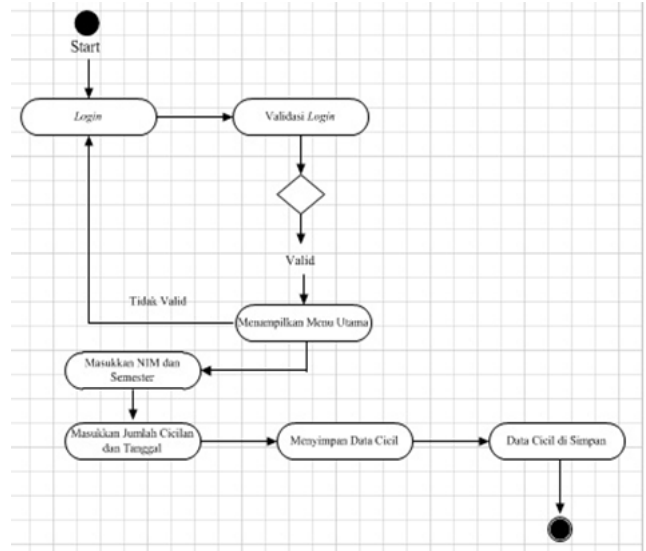 Start
Login
Validasi Login
Valid
Tidak Valid
Menampilkan Menu Utama
Masukkan NIM dan
Semester
Masukkan Jumlah Cicilan
dan Tanggal
Menyimpan Data Cicil
Data Cicil di Simpan